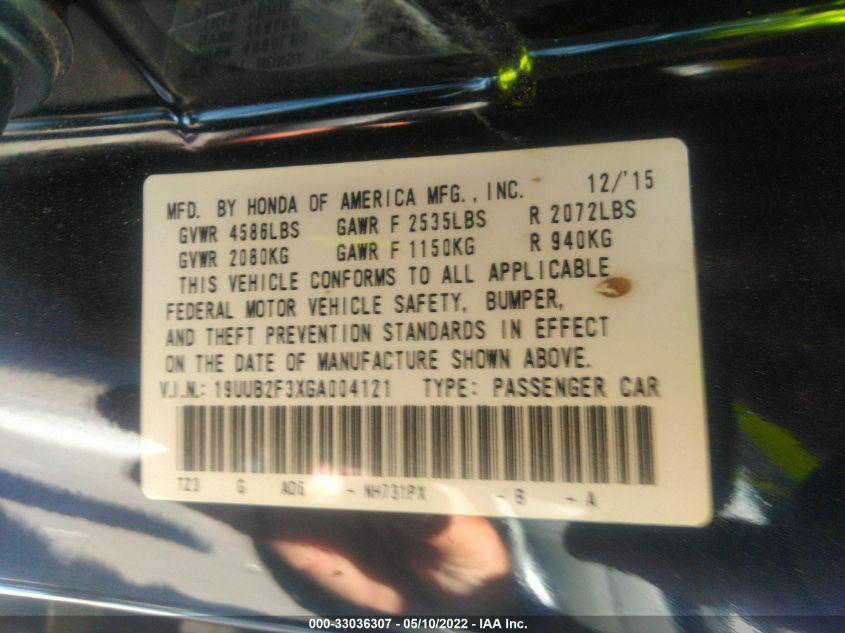 MFD. BY HONDA OF AMERICA MFG., INC. 12/'15
GVWR 4586LBS GAWR F 2535LBS R 2072LBS
GVWR 2080KG GAWR F 1150KG R 940KG
THIS VEHICLE CONFORMS TO ALL APPLICABLE
FEDERAL MOTOR VEHICLE SAFETY, BUMPER,
AND THEFT PREVENTION STANDARDS IN EFFECT
ON THE DATE OF MANUFACTURE SHOWN ABOVE.
V.I.N.: 19UUB2F3XGA004121 TYPE: PASSENGER CAR
TZ3 G A06 - NH731PX - B - A
000-33036307 - 05/10/2022 - IAA Inc.